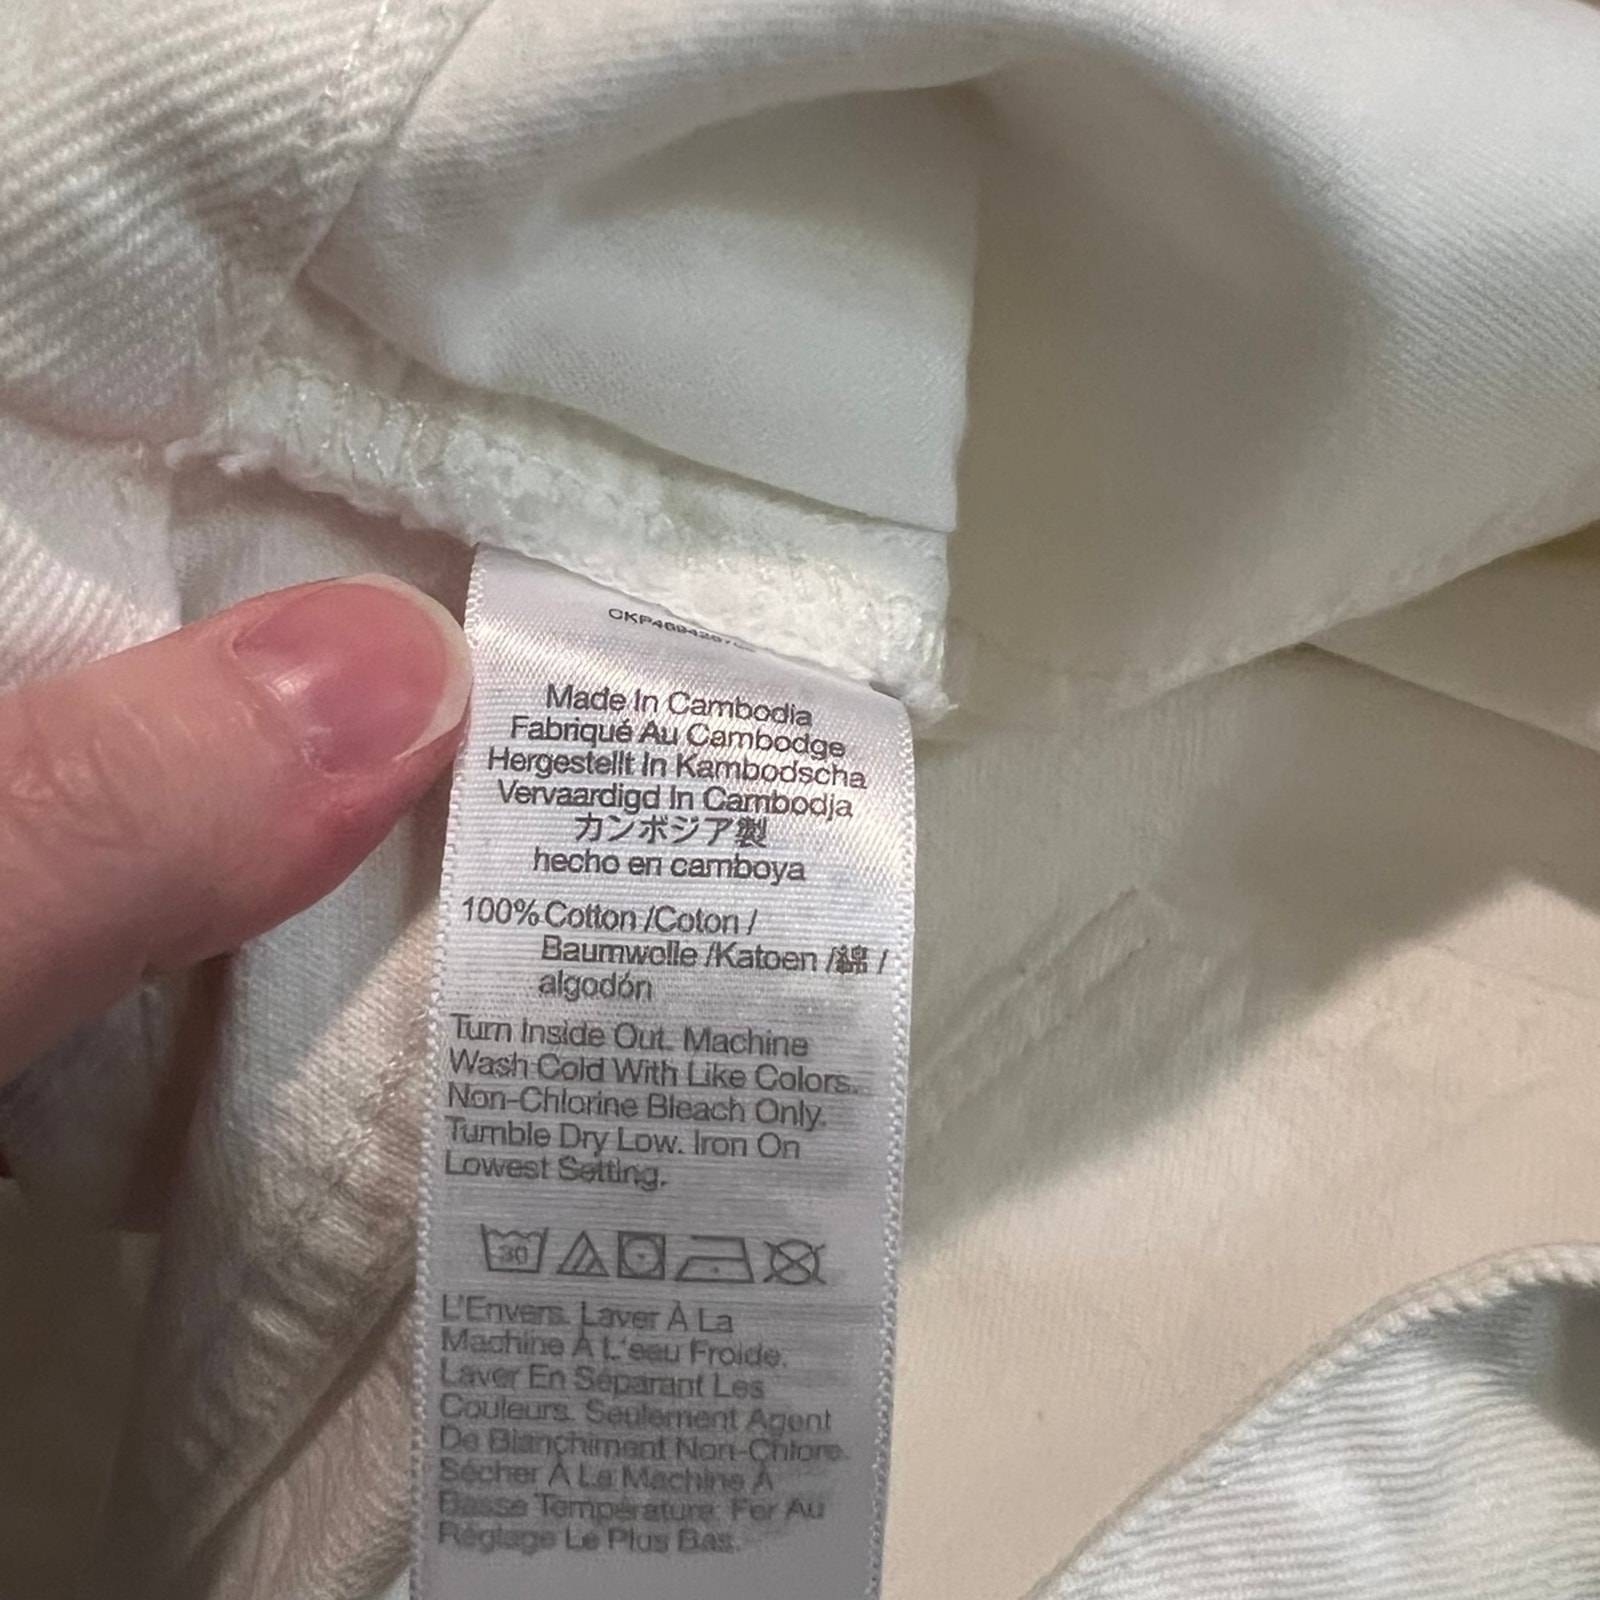 Made In Cambodia
Fabriqué Au Cambodge
Hergestellt In Kambodscha
Vervaardigd In Cambodja
カンボジア製
hecho en camboya
100% Cotton /Coton /
Baumwolle /Katoen /綿 /
algodón
Turn Inside Out. Machine
Wash Cold With Like Colors.
Non-Chlorine Bleach Only.
Tumble Dry Low. Iron On
Lowest Setting.
30
L'Envers. Laver À La
Machine À L'eau Froide.
Laver En Séparant Les
Couleurs. Seulement Agent
De Blanchiment Non-Chlore.
Sécher À La Machine À
Basse Température. Fer Au
Réglage Le Plus Bas.